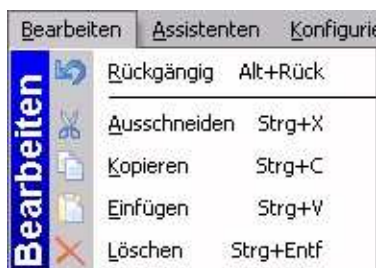 Bearbeiten Assistenten Konfigurie
Bearbeiten
Rückgängig Alt+Rück
Ausschneiden Strg+X
Kopieren Strg+C
Einfügen Strg+V
Löschen Strg+Entf